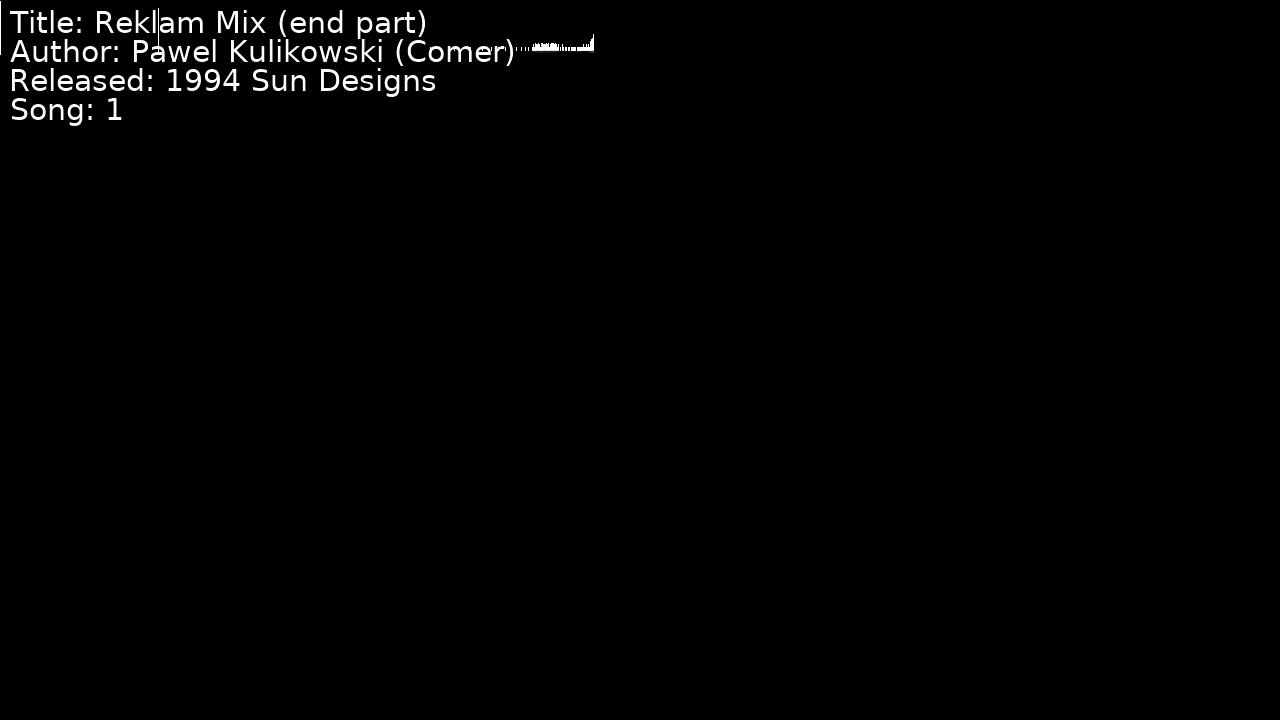 Title: Reklam Mix (end part)
Author: Pawel Kulikowski (Comer)
Released: 1994 Sun Designs
Song: 1